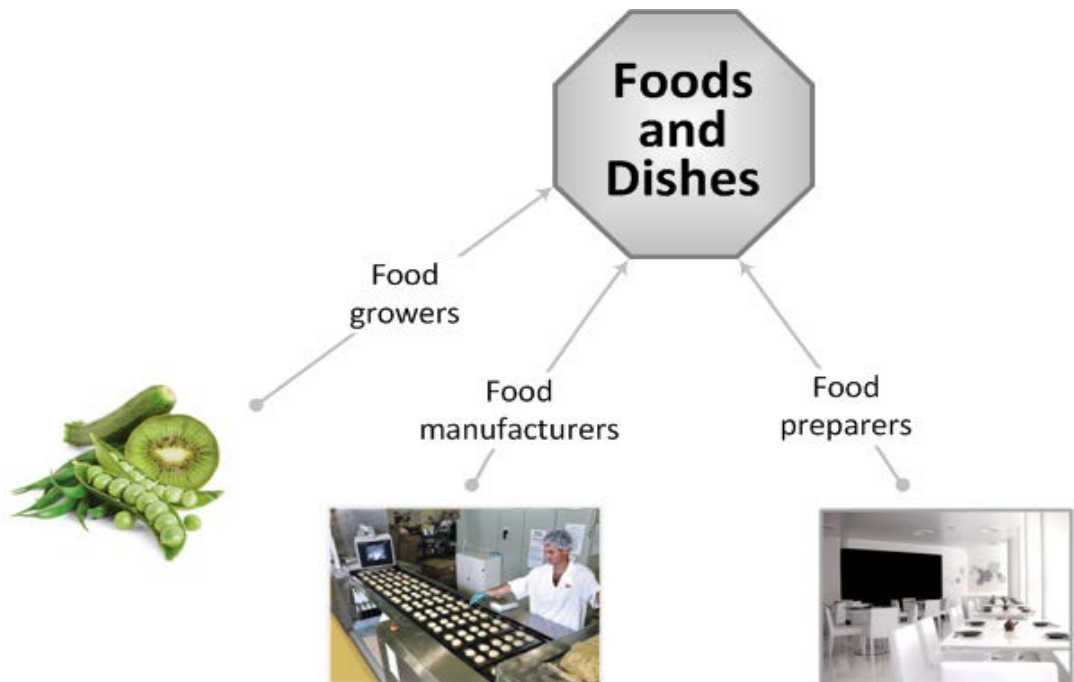 Foods
and
Dishes
Food
growers
Food
manufacturers
Food
preparers